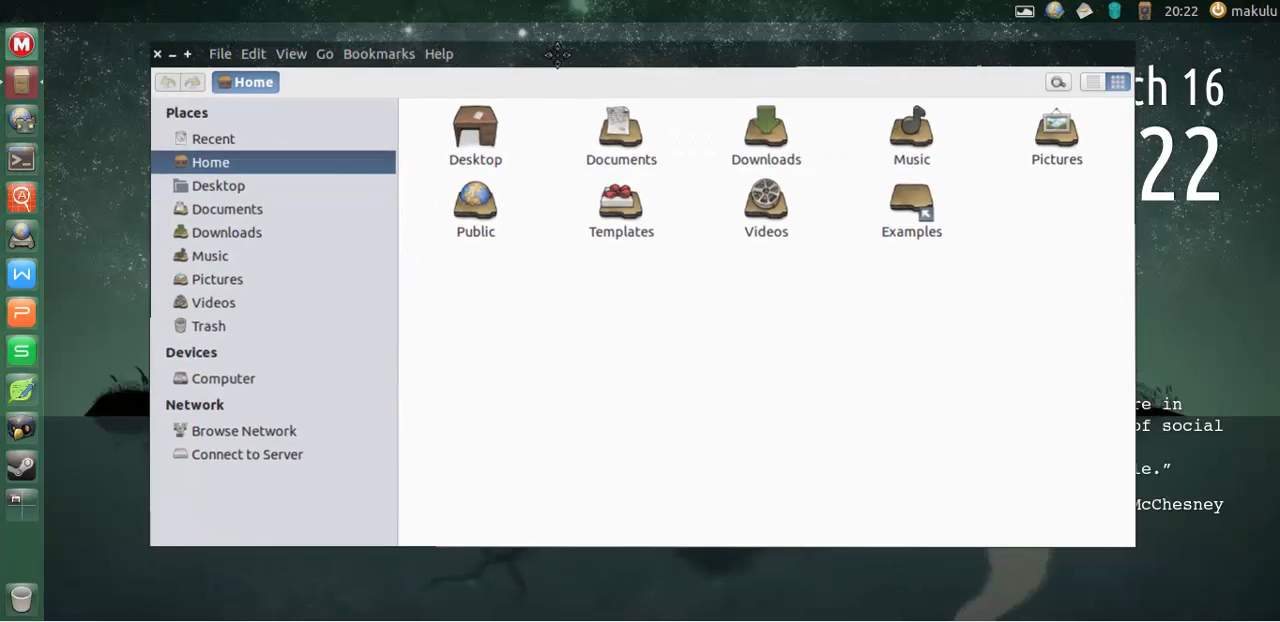 20:22 makulu
File Edit View Go Bookmarks Help
Home
Places
Recent
Home
Desktop
Documents
Downloads
Music
Pictures
Videos
Trash
Devices
Computer
Network
Browse Network
Connect to Server
Desktop Documents Downloads Music Pictures
Public Templates Videos Examples
ch 16
22
re in
of social
le.”
McChesney
M
A
W
P
S